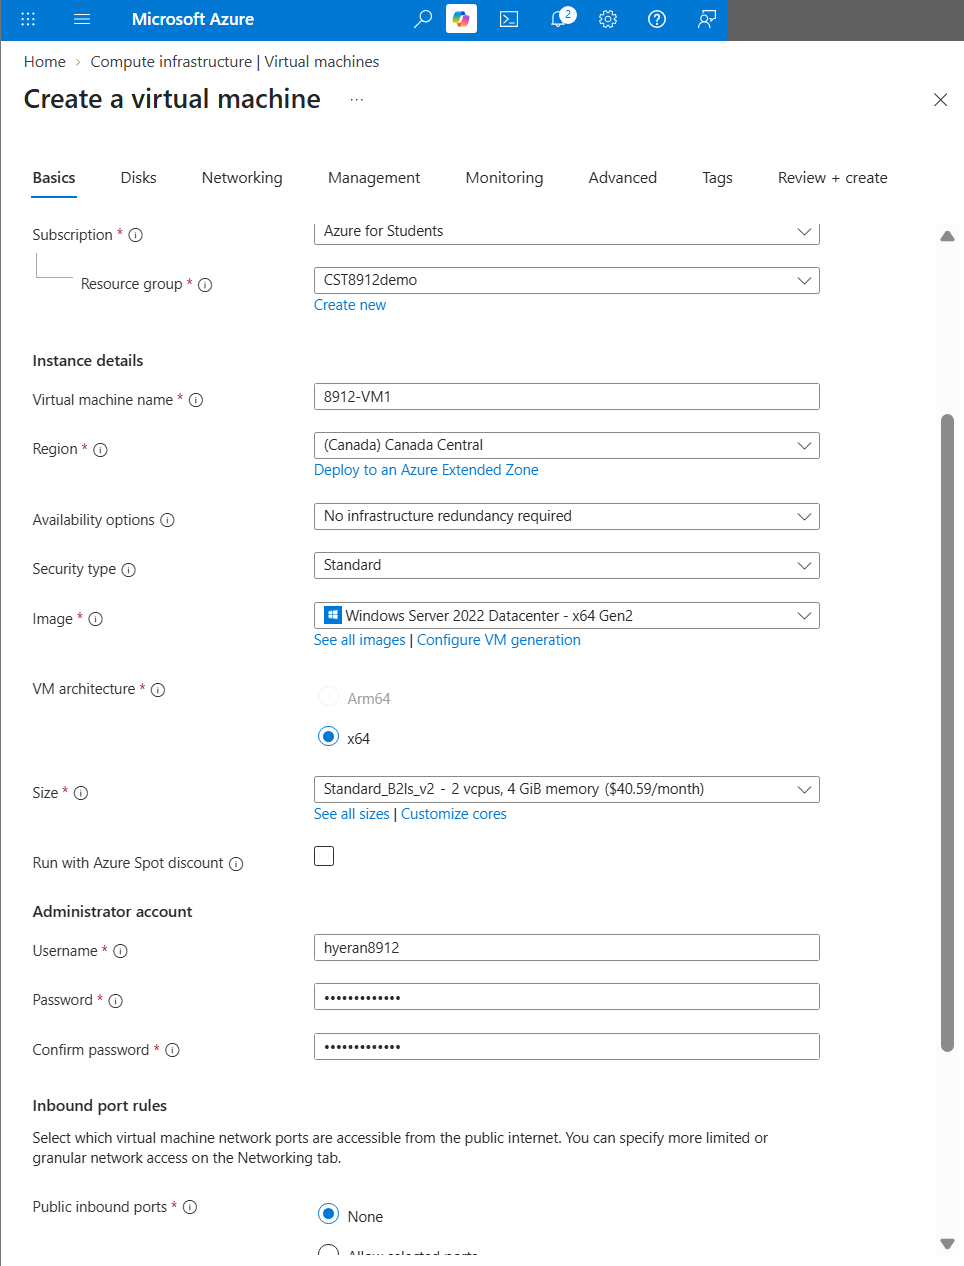 Microsoft Azure
2
Home > Compute infrastructure | Virtual machines
Create a virtual machine ...
Basics Disks Networking Management Monitoring Advanced Tags Review + create
Subscription * Azure for Students
Resource group * CST8912demo
Create new
Instance details
Virtual machine name * 8912-VM1
Region * (Canada) Canada Central
Deploy to an Azure Extended Zone
Availability options No infrastructure redundancy required
Security type Standard
Image * Windows Server 2022 Datacenter - x64 Gen2
See all images | Configure VM generation
VM architecture * Arm64
x64
Size * Standard_B2ls_v2 - 2 vcpus, 4 GiB memory ($40.59/month)
See all sizes | Customize cores
Run with Azure Spot discount
Administrator account
Username * hyeran8912
Password * •••••••••••••
Confirm password * •••••••••••••
Inbound port rules
Select which virtual machine network ports are accessible from the public internet. You can specify more limited or
granular network access on the Networking tab.
Public inbound ports * None
Allow selected ports